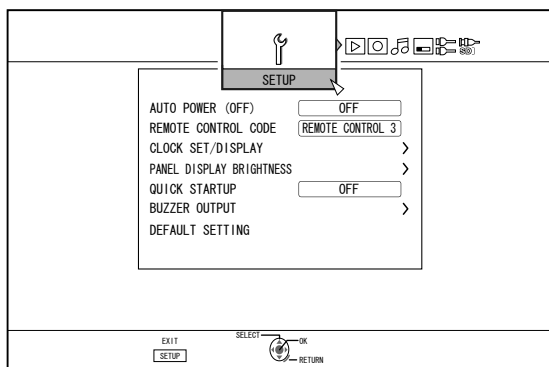 SETUP
AUTO POWER (OFF) OFF
REMOTE CONTROL CODE REMOTE CONTROL 3
CLOCK SET/DISPLAY
PANEL DISPLAY BRIGHTNESS
QUICK STARTUP OFF
BUZZER OUTPUT
DEFAULT SETTING
EXIT
SETUP
SELECT
OK
RETURN